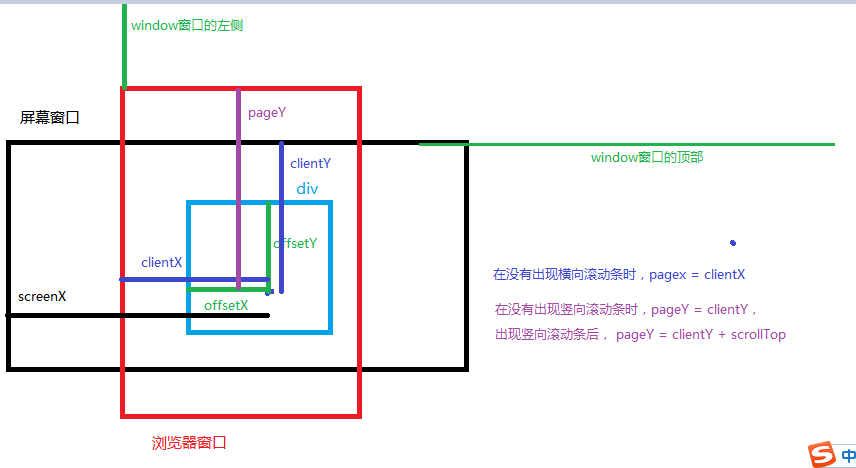 window窗口的左侧
屏幕窗口
pageY
window窗口的顶部
clientY
div
offsetY
clientX
screenX
offsetX
在没有出现横向滚动条时，pagex = clientX
在没有出现竖向滚动条时，pageY = clientY，
出现竖向滚动条后， pageY = clientY + scrollTop
浏览器窗口
S
中